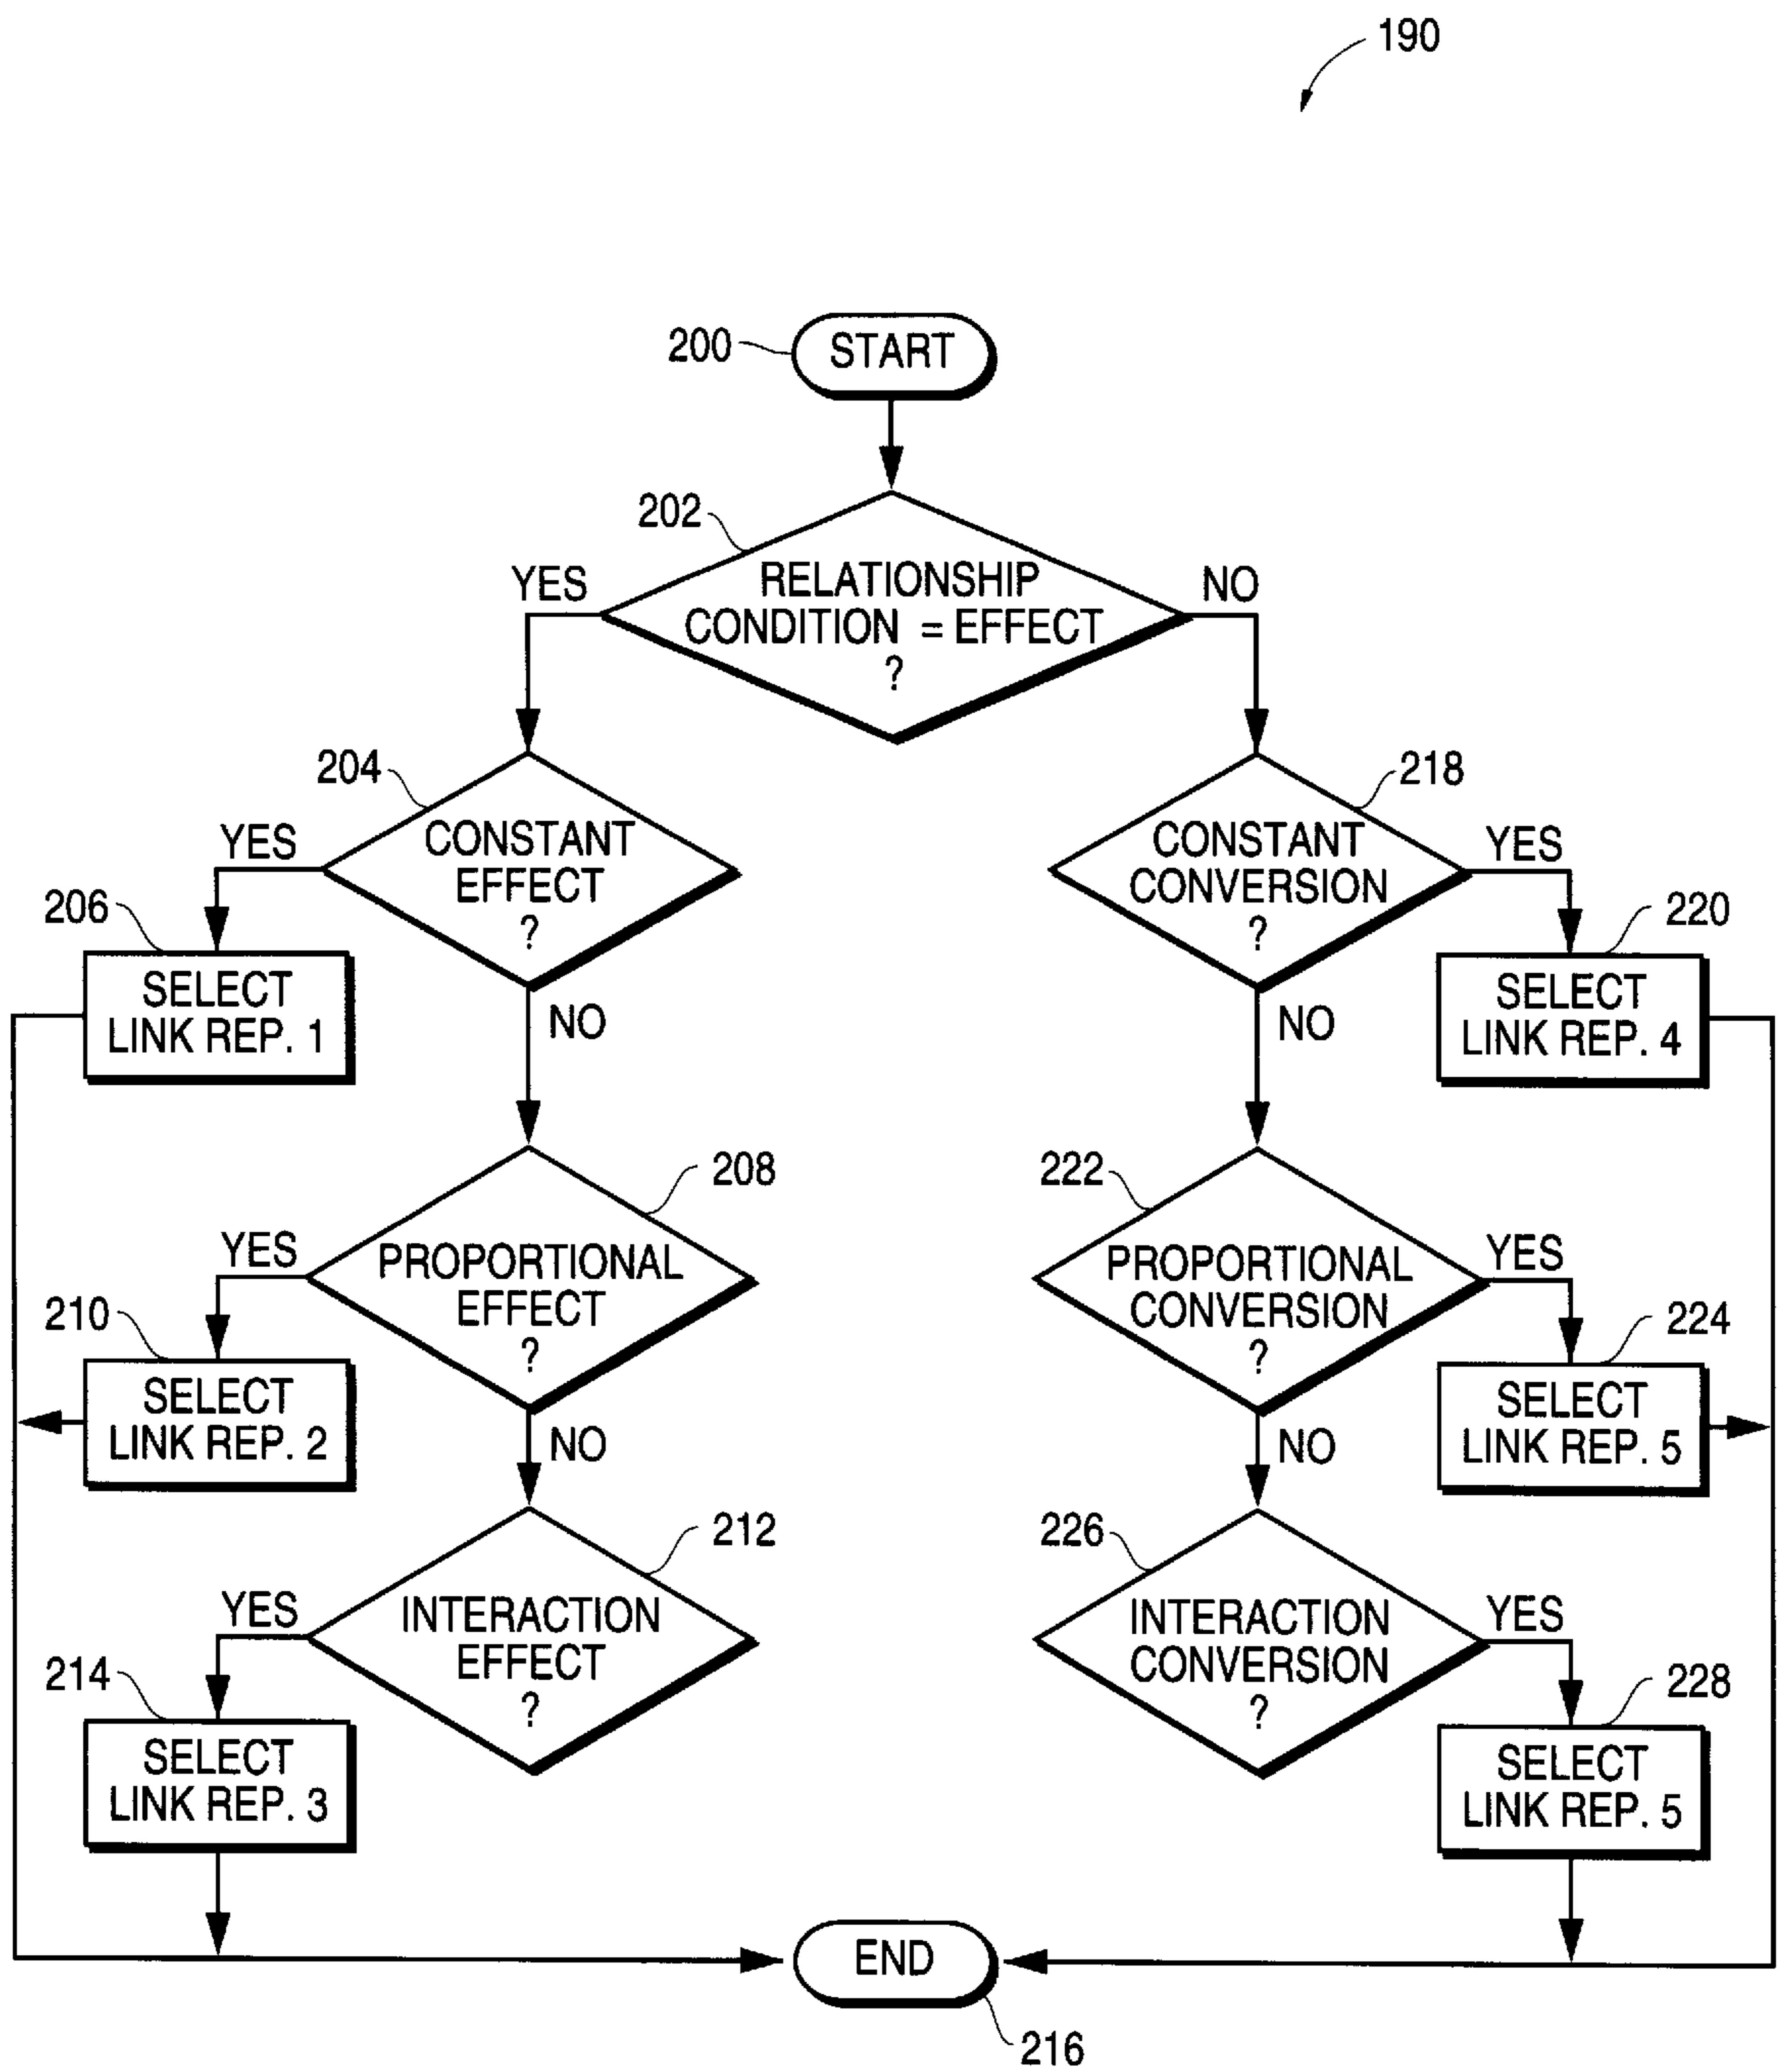 190
200
START
202
YES
RELATIONSHIP
CONDITION = EFFECT
?
NO
204
YES
CONSTANT
EFFECT
?
218
CONSTANT
CONVERSION
?
YES
206
SELECT
LINK REP. 1
NO
NO
220
SELECT
LINK REP. 4
208
YES
PROPORTIONAL
EFFECT
?
222
PROPORTIONAL
CONVERSION
?
YES
210
SELECT
LINK REP. 2
NO
NO
224
SELECT
LINK REP. 5
212
YES
INTERACTION
EFFECT
?
226
INTERACTION
CONVERSION
?
YES
214
SELECT
LINK REP. 3
228
SELECT
LINK REP. 5
END
216